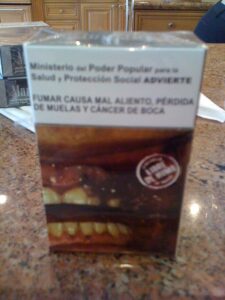 Ministerio del Poder Popular para la
Salud y Protección Social ADVIERTE
FUMAR CAUSA MAL ALIENTO, PÉRDIDA
DE MUELAS Y CÁNCER DE BOCA